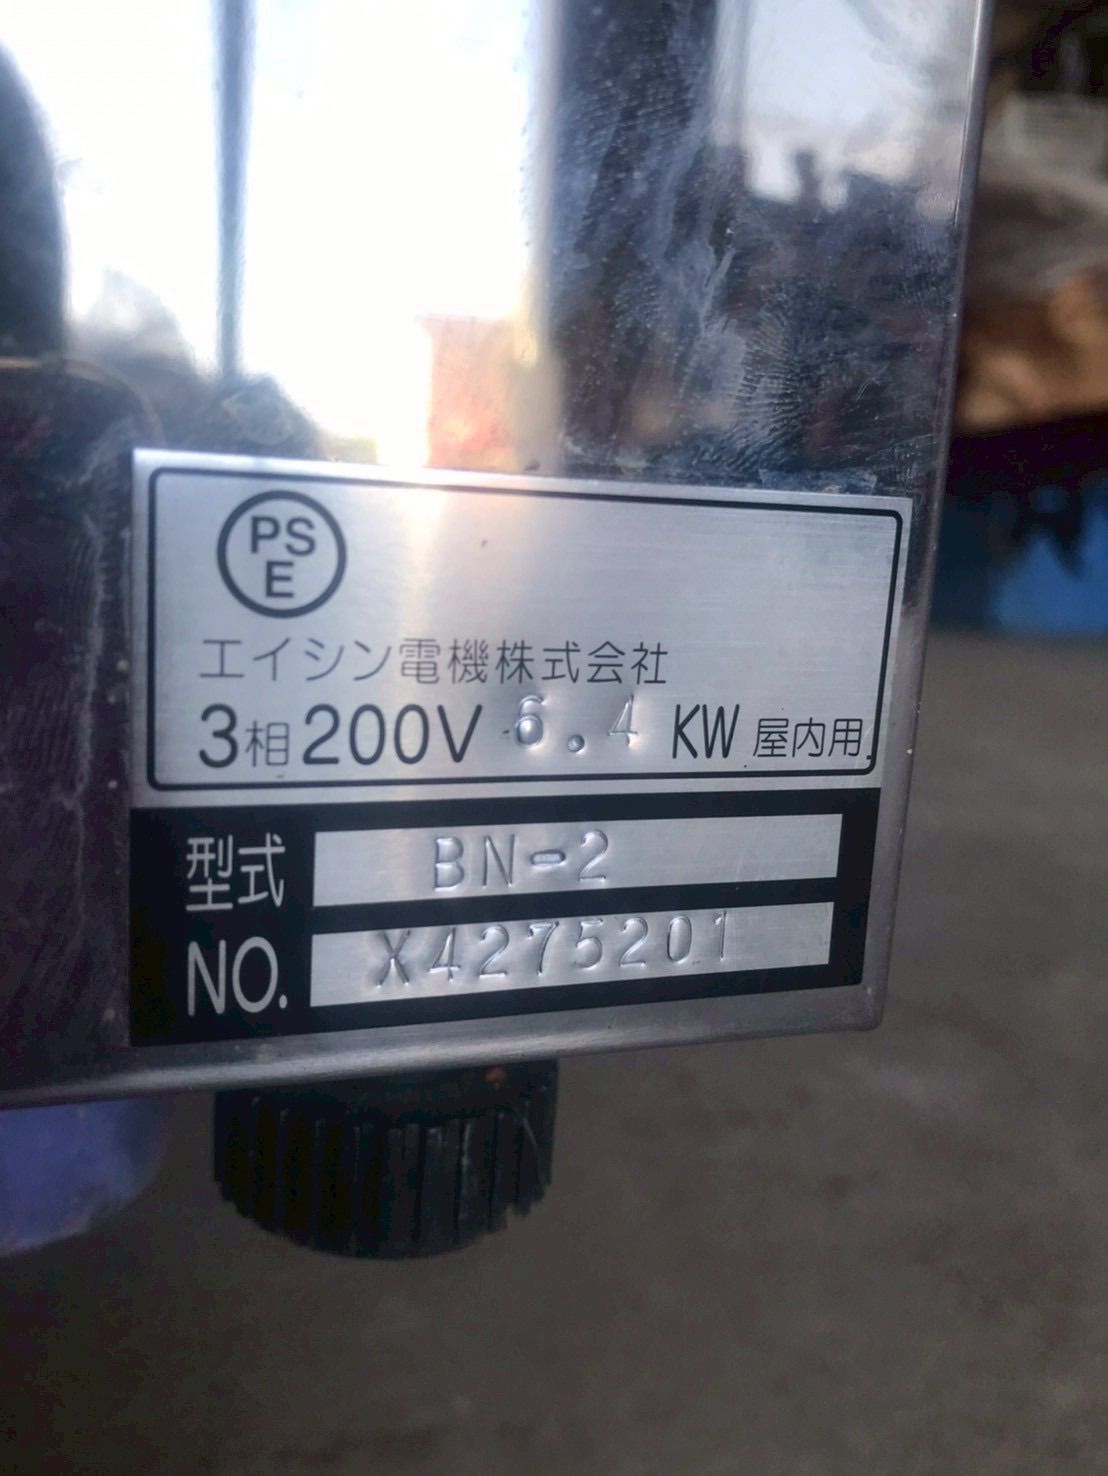 PS
E
エイシン電機株式会社
3相200V 6.4 KW 屋内用
型式 BN-2
NO. X4275201